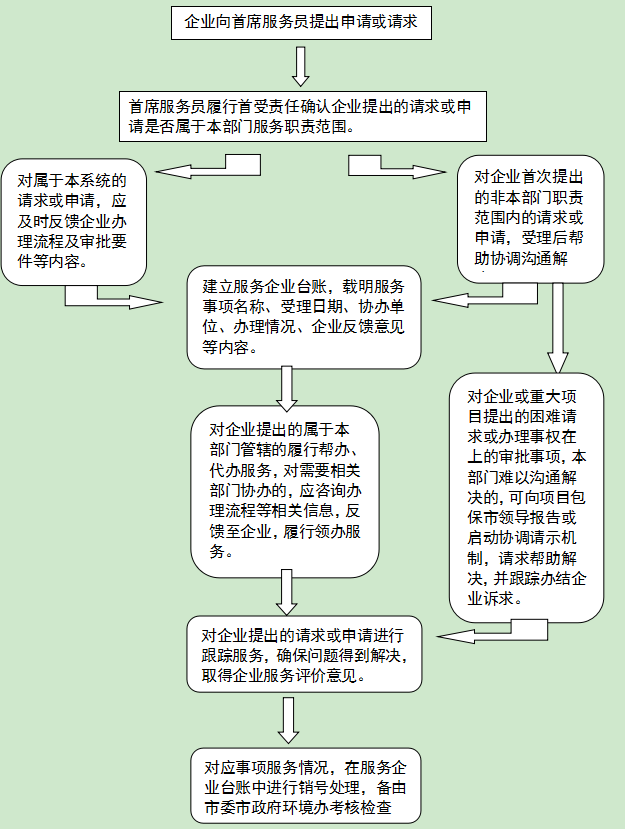 企业向首席服务员提出申请或请求
首席服务员履行首受责任确认企业提出的请求或申
请是否属于本部门服务职责范围。
对属于本系统的
请求或申请，应
及时反馈企业办
理流程及审批要
件等内容。
对企业首次提出
的非本部门职责
范围内的请求或
申请，受理后帮
助协调沟通解
建立服务企业台账，载明服务
事项名称、受理日期、协办单
位、办理情况、企业反馈意见
等内容。
对企业提出的属于本
部门管辖的履行帮办、
代办服务，对需要相关
部门协办的，应咨询办
理流程等相关信息，反
馈至企业，履行领办服
务。
对企业或重大项
目提出的困难请
求或办理事权在
上的审批事项，本
部门难以沟通解
决的，可向项目包
保市领导报告或
启动协调请示机
制，请求帮助解
决，并跟踪办结企
业诉求。
对企业提出的请求或申请进行
跟踪服务，确保问题得到解决，
取得企业服务评价意见。
对应事项服务情况，在服务企
业台账中进行销号处理，备由
市委市政府环境办考核检查